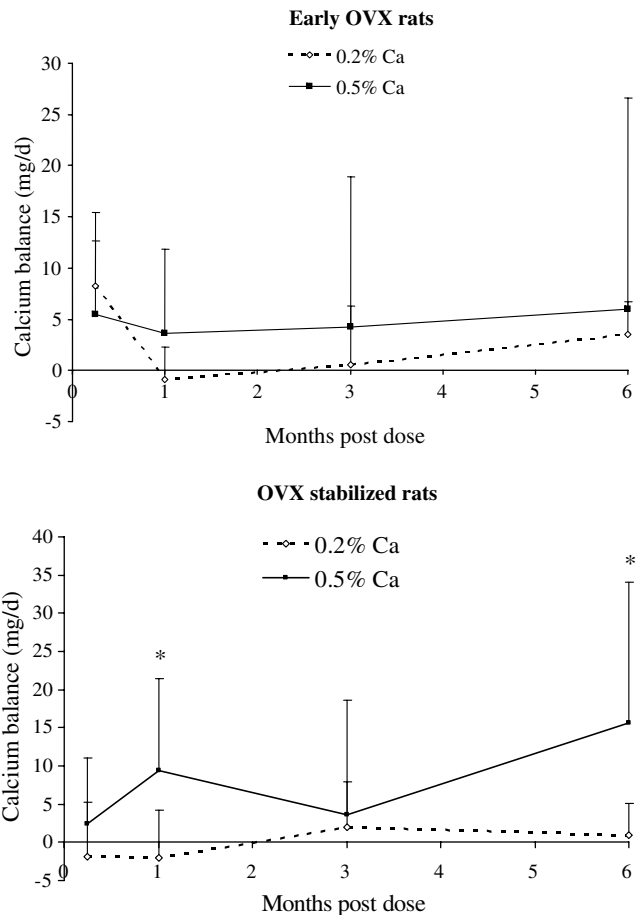 Early OVX rats
0.2% Ca
0.5% Ca
Calcium balance (mg/d)
30
25
20
15
10
5
0
-5
0 1 2 3 4 5 6
Months post dose
OVX stabilized rats
0.2% Ca
0.5% Ca
Calcium balance (mg/d)
40
35
30
25
20
15
10
5
0
-5
* *
0 1 2 3 4 5 6
Months post dose